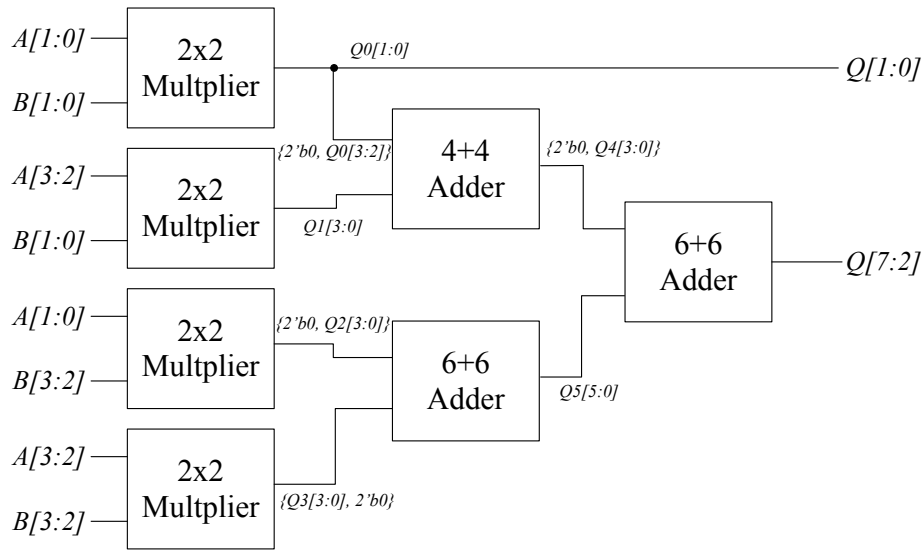 A[1:0]
B[1:0]
2x2
Multplier
Q0[1:0]
Q[1:0]
{2'b0, Q0[3:2]}
4+4
Adder
{2'b0, Q4[3:0]}
A[3:2]
B[1:0]
2x2
Multplier
Q1[3:0]
6+6
Adder
Q[7:2]
A[1:0]
B[3:2]
2x2
Multplier
{2'b0, Q2[3:0]}
6+6
Adder
Q5[5:0]
A[3:2]
B[3:2]
2x2
Multplier
{Q3[3:0], 2'b0}